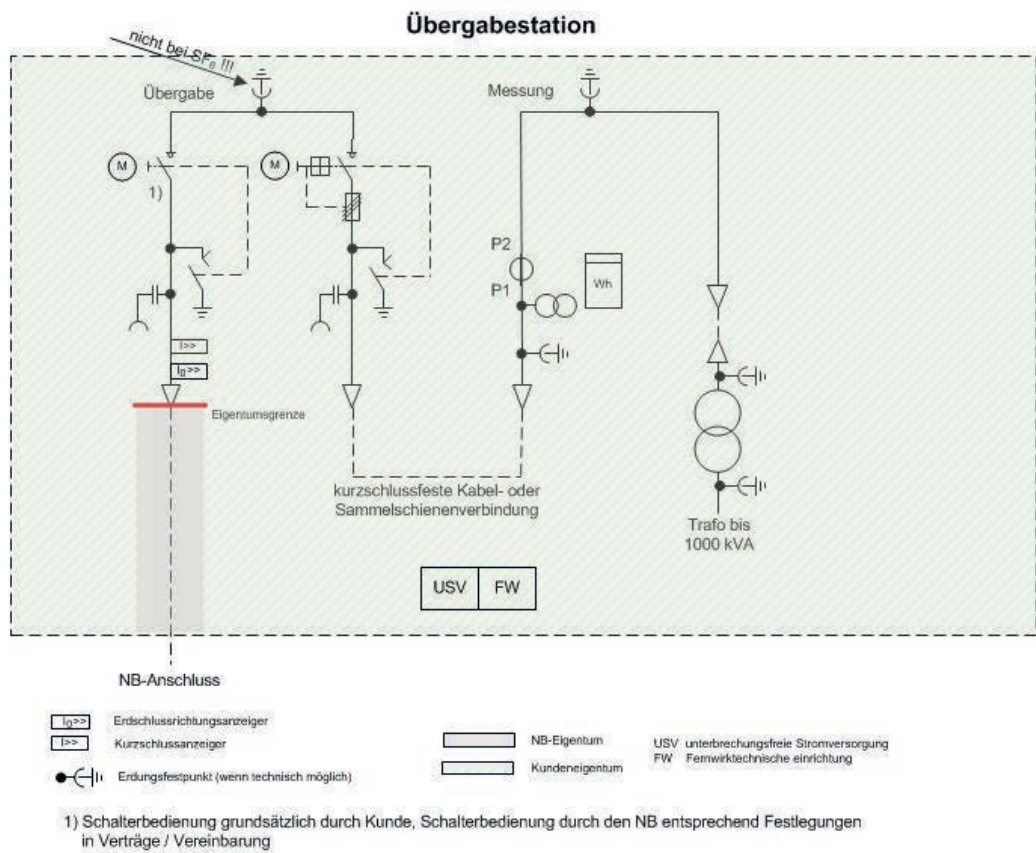 Übergabestation
nicht bei SF6 !!!
Übergabe
Messung
M
M
1)
P2
P1
Wh
I>>
I0>>
Eigentumsgrenze
kurzschlussfeste Kabel- oder
Sammelschienenverbindung
Trafo bis
1000 kVA
USV
FW
NB-Anschluss
I0>> Erdschlussrichtungsanzeiger
I>> Kurzschlussanzeiger
Erdungsfestpunkt (wenn technisch möglich)
NB-Eigentum
Kundeneigentum
USV unterbrechungsfreie Stromversorgung
FW Fernwirktechnische einrichtung
1) Schalterbedienung grundsätzlich durch Kunde, Schalterbedienung durch den NB entsprechend Festlegungen
in Verträge / Vereinbarung